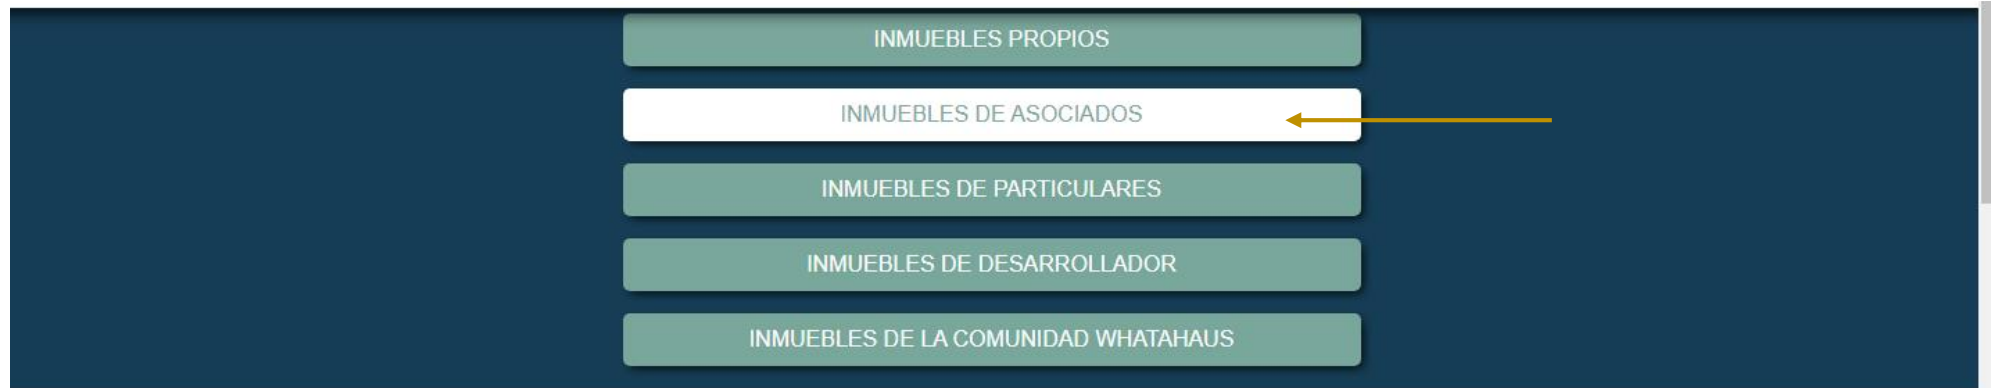 INMUEBLES PROPIOS
INMUEBLES DE ASOCIADOS
INMUEBLES DE PARTICULARES
INMUEBLES DE DESARROLLADOR
INMUEBLES DE LA COMUNIDAD WHATAHAUS